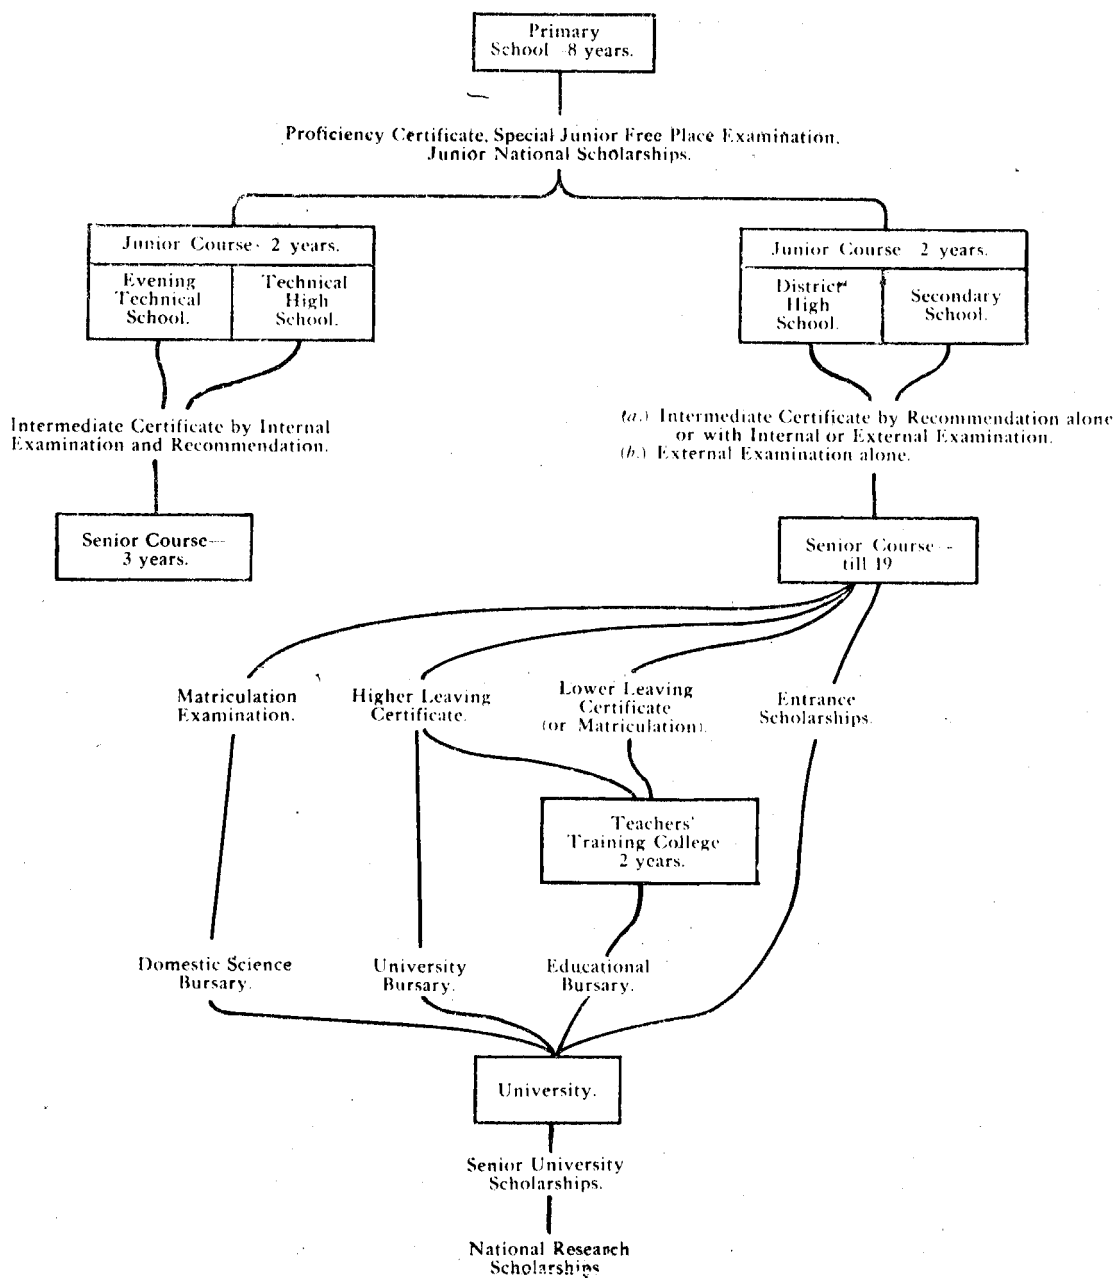 Primary
School 8 years.
Proficiency Certificate, Special Junior Free Place Examination,
Junior National Scholarships.
Junior Course- 2 years.
Evening
Technical
School.
Technical
High
School.
Junior Course 2 years.
District
High
School.
Secondary
School.
Intermediate Certificate by Internal
Examination and Recommendation.
(a.) Intermediate Certificate by Recommendation alone
or with Internal or External Examination.
(b.) External Examination alone.
Senior Course—
3 years.
Senior Course—
till 19
Matriculation
Examination.
Higher Leaving
Certificate.
Lower Leaving
Certificate
(or Matriculation).
Entrance
Scholarships.
Teachers'
Training College
2 years.
Domestic Science
Bursary.
University
Bursary.
Educational
Bursary.
University.
Senior University
Scholarships.
National Research
Scholarships